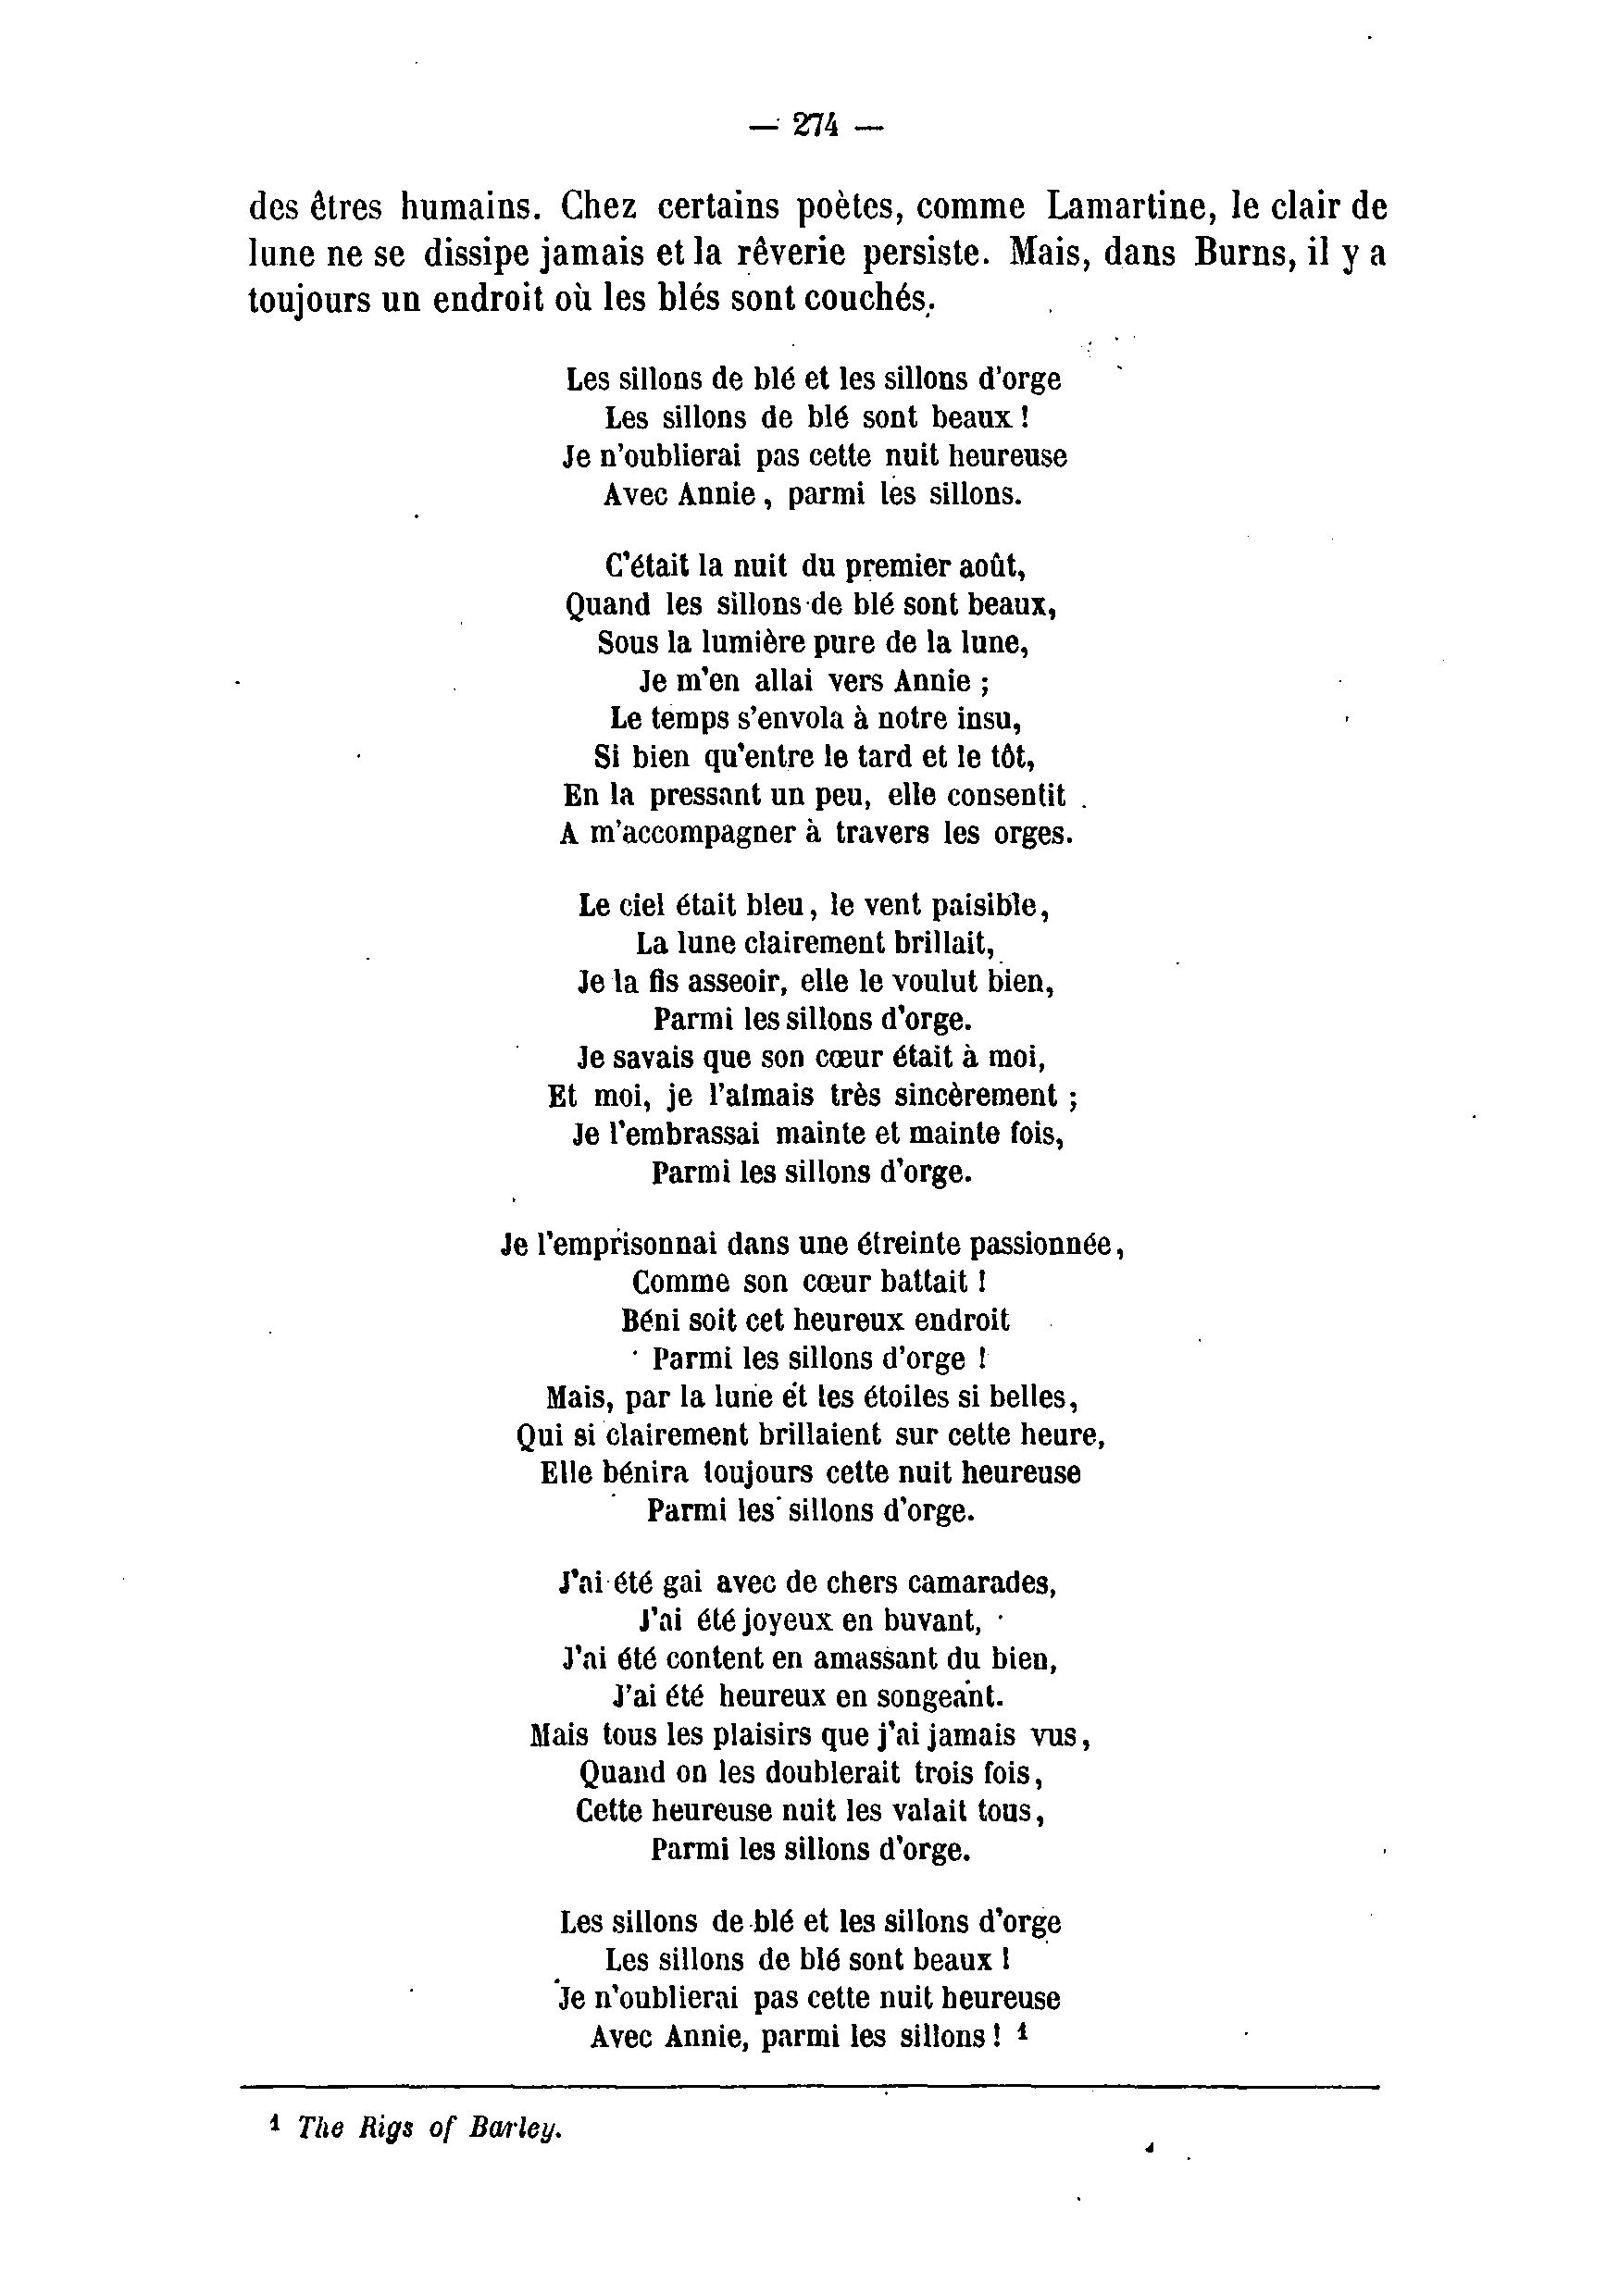 — 274 —
des êtres humains. Chez certains poètes, comme Lamartine, le clair de
lune ne se dissipe jamais et la rêverie persiste. Mais, dans Burns, il y a
toujours un endroit où les blés sont couchés.
Les sillons de blé et les sillons d'orge
Les sillons de blé sont beaux !
Je n'oublierai pas cette nuit heureuse
Avec Annie, parmi les sillons.
C'était la nuit du premier août,
Quand les sillons de blé sont beaux,
Sous la lumière pure de la lune,
Je m'en allai vers Annie ;
Le temps s'envola à notre insu,
Si bien qu'entre le tard et le tôt,
En la pressant un peu, elle consentit
A m'accompagner à travers les orges.
Le ciel était bleu, le vent paisible,
La lune clairement brillait,
Je la fis asseoir, elle le voulut bien,
Parmi les sillons d'orge.
Je savais que son cœur était à moi,
Et moi, je l'aimais très sincèrement ;
Je l'embrassai mainte et mainte fois,
Parmi les sillons d'orge.
Je l'emprisonnai dans une étreinte passionnée,
Comme son cœur battait !
Béni soit cet heureux endroit
Parmi les sillons d'orge !
Mais, par la lune et les étoiles si belles,
Qui si clairement brillaient sur cette heure,
Elle bénira toujours cette nuit heureuse
Parmi les sillons d'orge.
J'ai été gai avec de chers camarades,
J'ai été joyeux en buvant,
J'ai été content en amassant du bien,
J'ai été heureux en songeant.
Mais tous les plaisirs que j'ai jamais vus,
Quand on les doublerait trois fois,
Cette heureuse nuit les valait tous,
Parmi les sillons d'orge.
Les sillons de blé et les sillons d'orge
Les sillons de blé sont beaux !
Je n'oublierai pas cette nuit heureuse
Avec Annie, parmi les sillons ! 1
1 The Rigs of Barley.